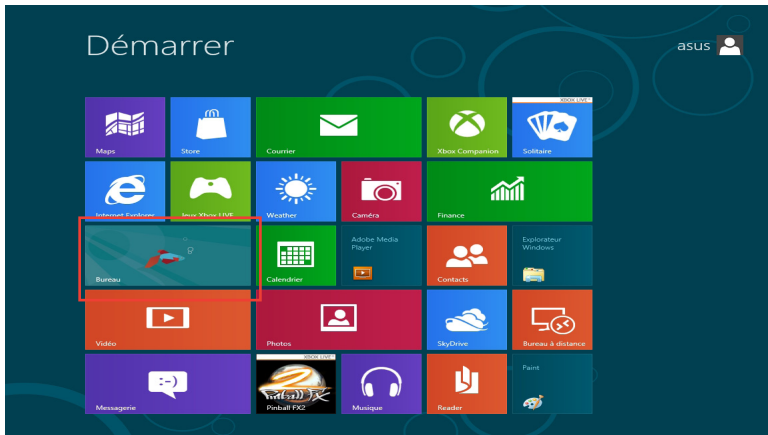 Démarrer
asus
XBOX LIVE
Maps
Store
Courrier
Xbox Companion
Solitaire
Internet Explorer
Jeux Xbox LIVE
Weather
Caméra
Finance
Bureau
Calendrier
Adobe Media
Player
Contacts
Explorateur
Windows
Vidéo
Photos
SkyDrive
Bureau à distance
XBOX LIVE
Messagerie
Pinball FX2
Musique
Reader
Paint